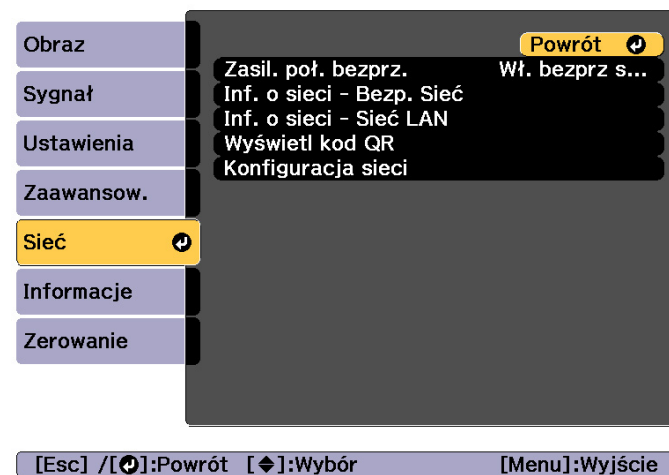 Obraz
Sygnał
Ustawienia
Zaawansow.
Sieć
Informacje
Zerowanie
Powrót
Zasil. poł. bezprz. Wł. bezprz s...
Inf. o sieci - Bezp. Sieć
Inf. o sieci - Sieć LAN
Wyświetl kod QR
Konfiguracja sieci
[Esc] /[ ]:Powrót [ ]:Wybór [Menu]:Wyjście